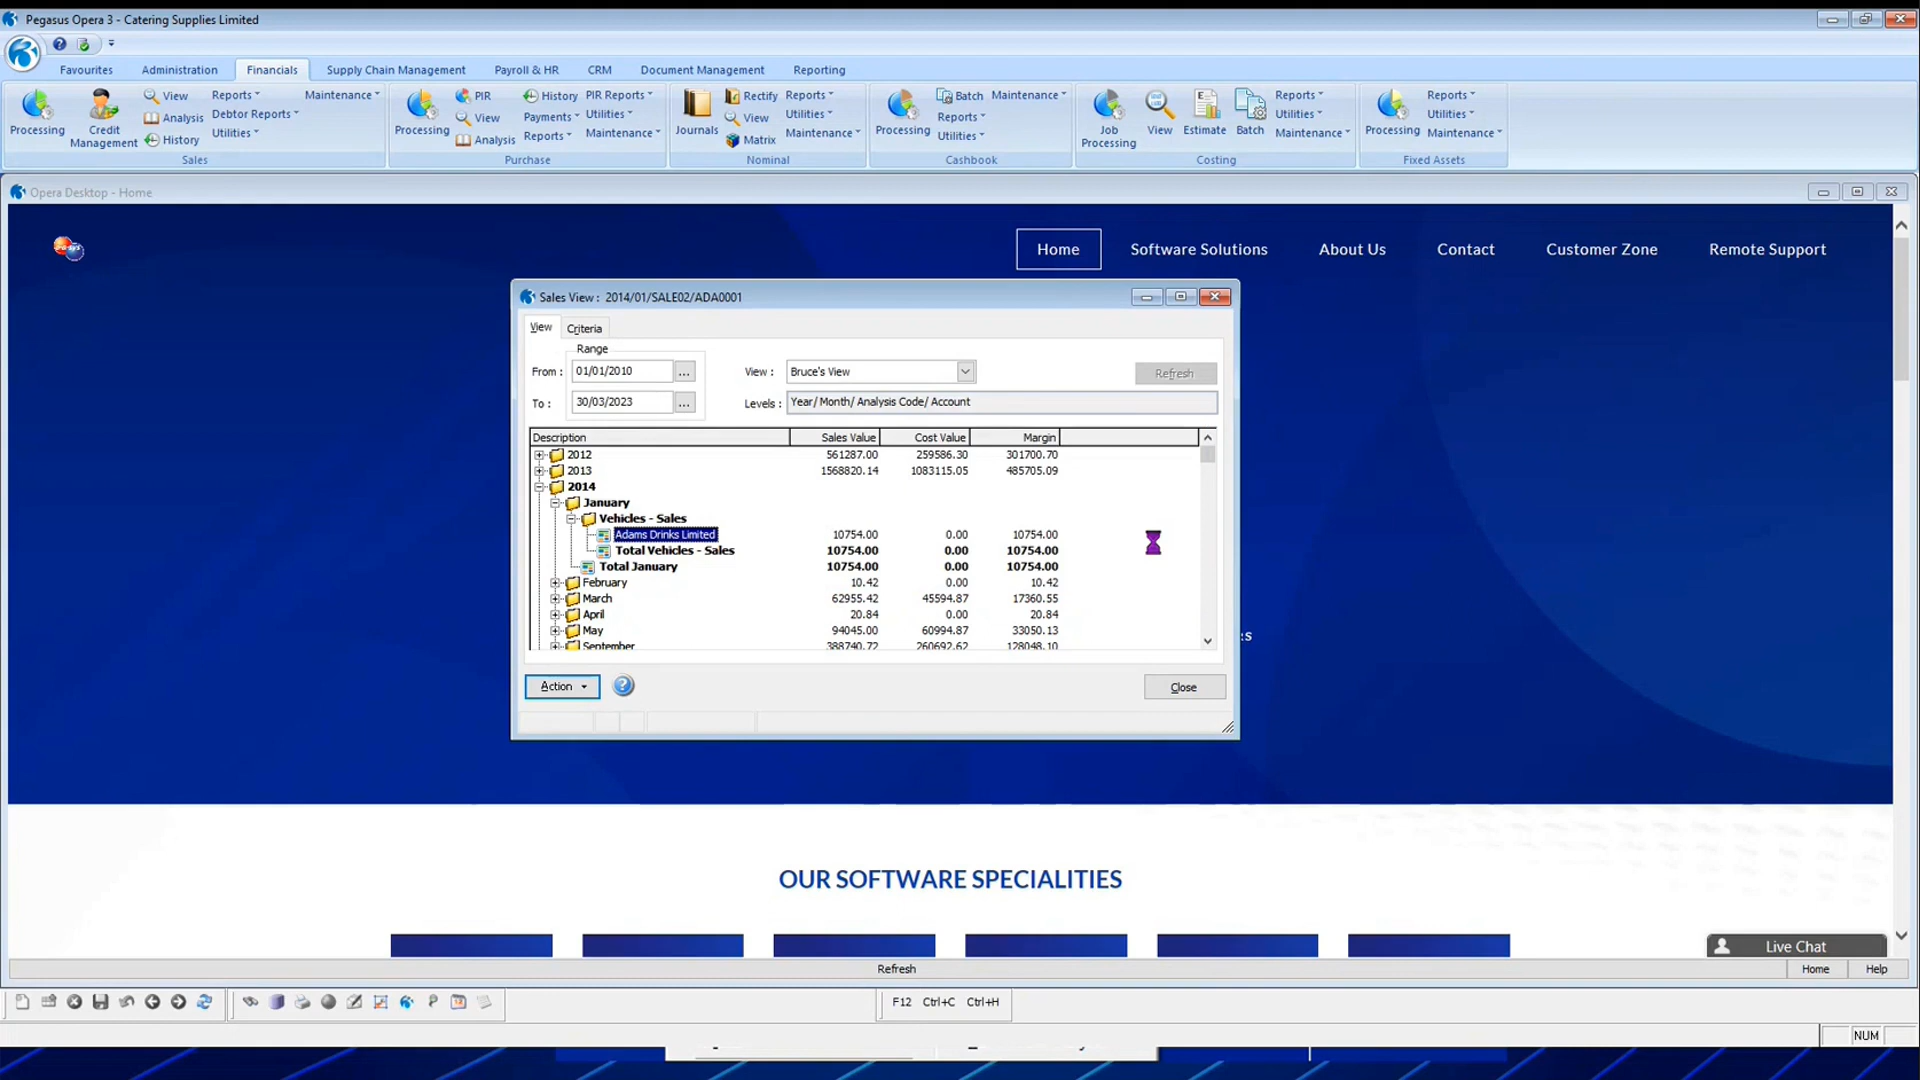 Pegasus Opera 3 - Catering Supplies Limited
Favourites Administration Financials Supply Chain Management Payroll & HR CRM Document Management Reporting
Processing
Credit Management
View
Analysis
History
Reports
Debtor Reports
Utilities
Maintenance
Sales
Processing
PIR
View
Analysis
History
Payments
Reports
PIR Reports
Utilities
Maintenance
Purchase
Journals
Rectify
View
Matrix
Reports
Utilities
Maintenance
Nominal
Processing
Batch
Reports
Utilities
Maintenance
Cashbook
Job Processing
View
Estimate
Batch
Reports
Utilities
Maintenance
Costing
Processing
Reports
Utilities
Maintenance
Fixed Assets
Opera Desktop - Home
Home Software Solutions About Us Contact Customer Zone Remote Support
Sales View : 2014/01/SALE02/ADA0001
View Criteria
Range
From : 01/01/2010 ... View : Bruce's View Refresh
To : 30/03/2023 ... Levels : Year/ Month/ Analysis Code/ Account
Description Sales Value Cost Value Margin
2012 561287.00 259586.30 301700.70
2013 1568820.14 1083115.05 485705.09
2014
January
Vehicles - Sales
Adams Drinks Limited 10754.00 0.00 10754.00
Total Vehicles - Sales 10754.00 0.00 10754.00
Total January 10754.00 0.00 10754.00
February 10.42 0.00 10.42
March 62955.42 45594.87 17360.55
April 20.84 0.00 20.84
May 94045.00 60994.87 33050.13
September 388740.72 260692.62 128048.10
Action Close
OUR SOFTWARE SPECIALITIES
Live Chat
Refresh Home Help
F12 Ctrl+C Ctrl+H
NUM